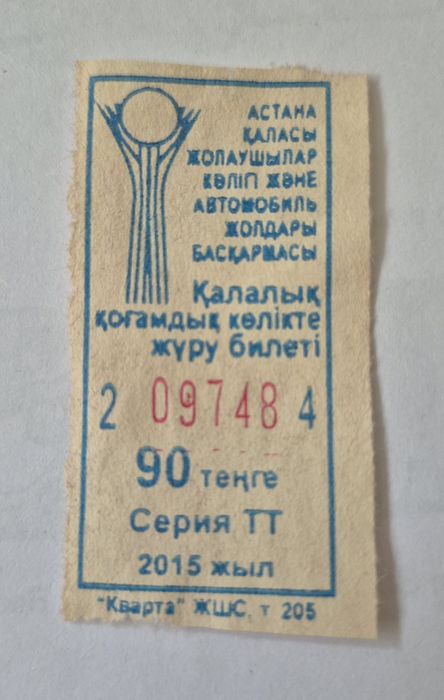 АСТАНА
ҚАЛАСЫ
ЖОЛАУШЫЛАР
КӨЛІГІ ЖӘНЕ
АВТОМОБИЛЬ
ЖОЛДАРЫ
БАСҚАРМАСЫ
Қалалық
қоғамдық көлікте
жүру билеті
2 09748 4
90 теңге
Серия ТТ
2015 жыл
"Кварта" ЖШС, т 205